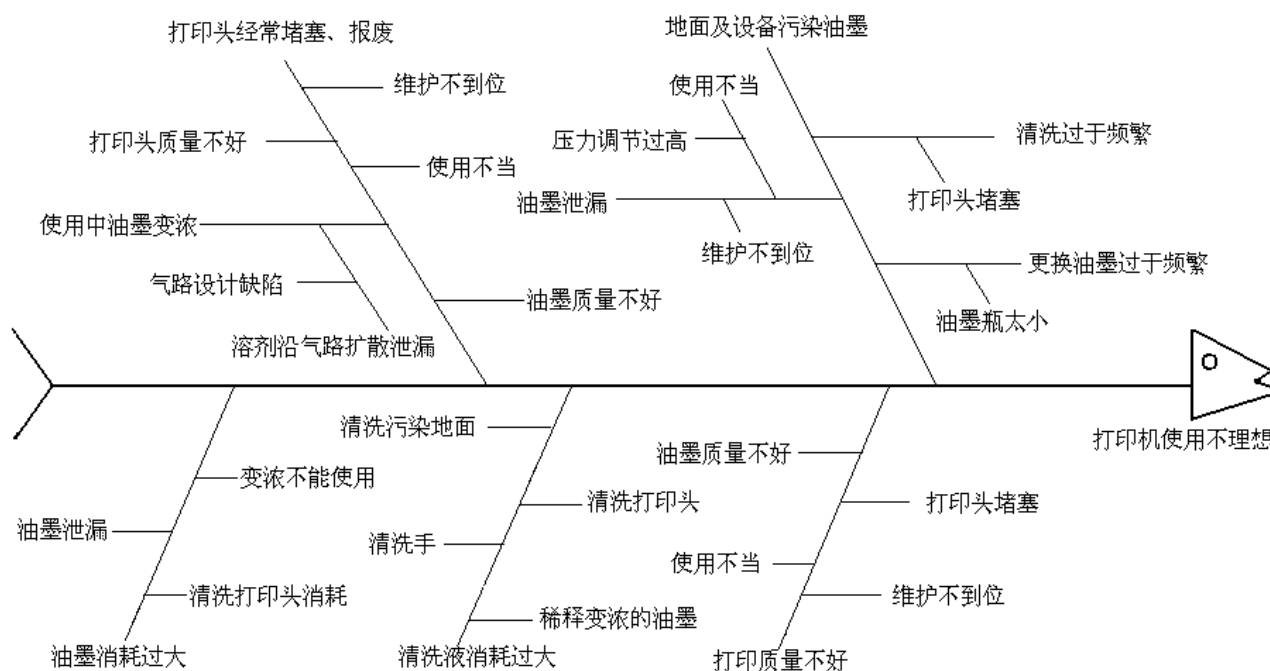 打印头经常堵塞、报废
维护不到位
打印头质量不好
使用不当
使用中油墨变浓
气路设计缺陷
溶剂沿气路扩散泄漏
油墨质量不好
地面及设备污染油墨
使用不当
压力调节过高
油墨泄漏
维护不到位
清洗过于频繁
打印头堵塞
更换油墨过于频繁
油墨瓶太小
打印机使用不理想
变浓不能使用
油墨泄漏
清洗打印头消耗
油墨消耗过大
清洗污染地面
清洗打印头
清洗手
稀释变浓的油墨
清洗液消耗过大
油墨质量不好
打印头堵塞
使用不当
维护不到位
打印质量不好